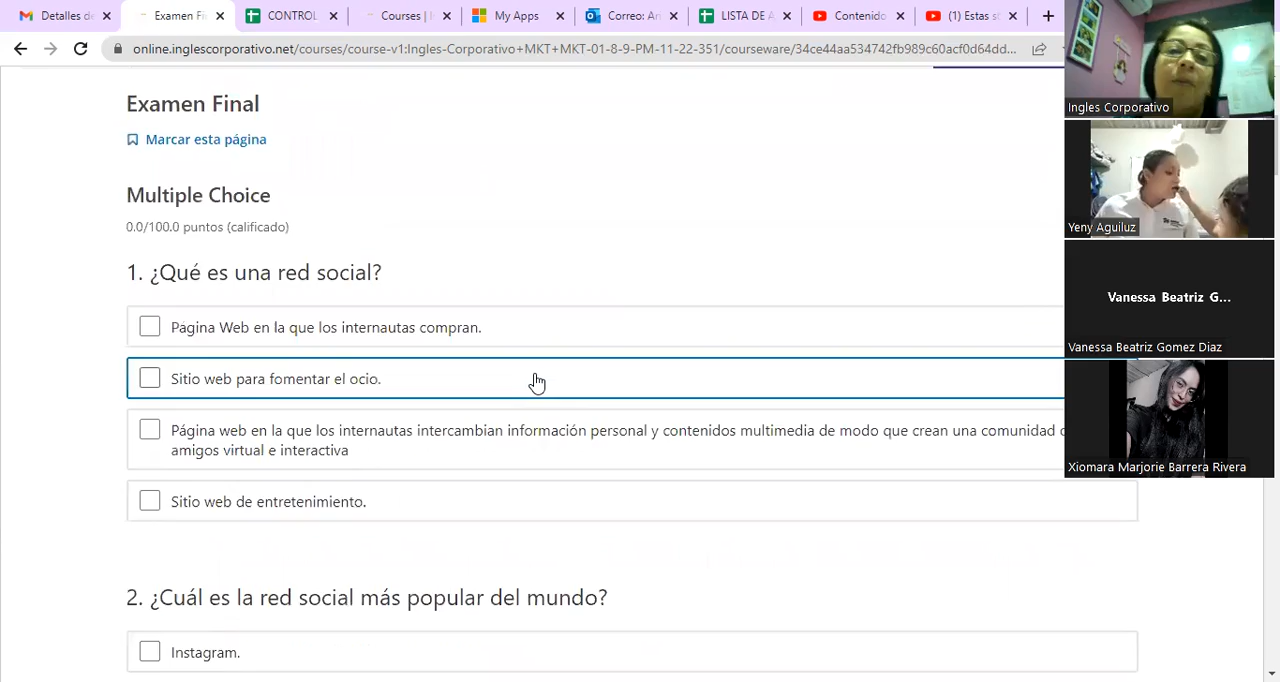 Detalles de
Examen Fi
CONTROL
Courses | I
My Apps
Correo: Ar
LISTA DE A
Contenido
(1) Estas s
online.inglescorporativo.net/courses/course-v1:Ingles-Corporativo+MKT+MKT-01-8-9-PM-11-22-351/courseware/34ce44aa534742fb989c60acf0d64dd...
Examen Final
Marcar esta página
Multiple Choice
0.0/100.0 puntos (calificado)
1. ¿Qué es una red social?
Página Web en la que los internautas compran.
Sitio web para fomentar el ocio.
Página web en la que los internautas intercambian información personal y contenidos multimedia de modo que crean una comunidad
amigos virtual e interactiva
Sitio web de entretenimiento.
2. ¿Cuál es la red social más popular del mundo?
Instagram.
Ingles Corporativo
Yeny Aguiluz
Vanessa Beatriz G...
Vanessa Beatriz Gomez Diaz
Xiomara Marjorie Barrera Rivera